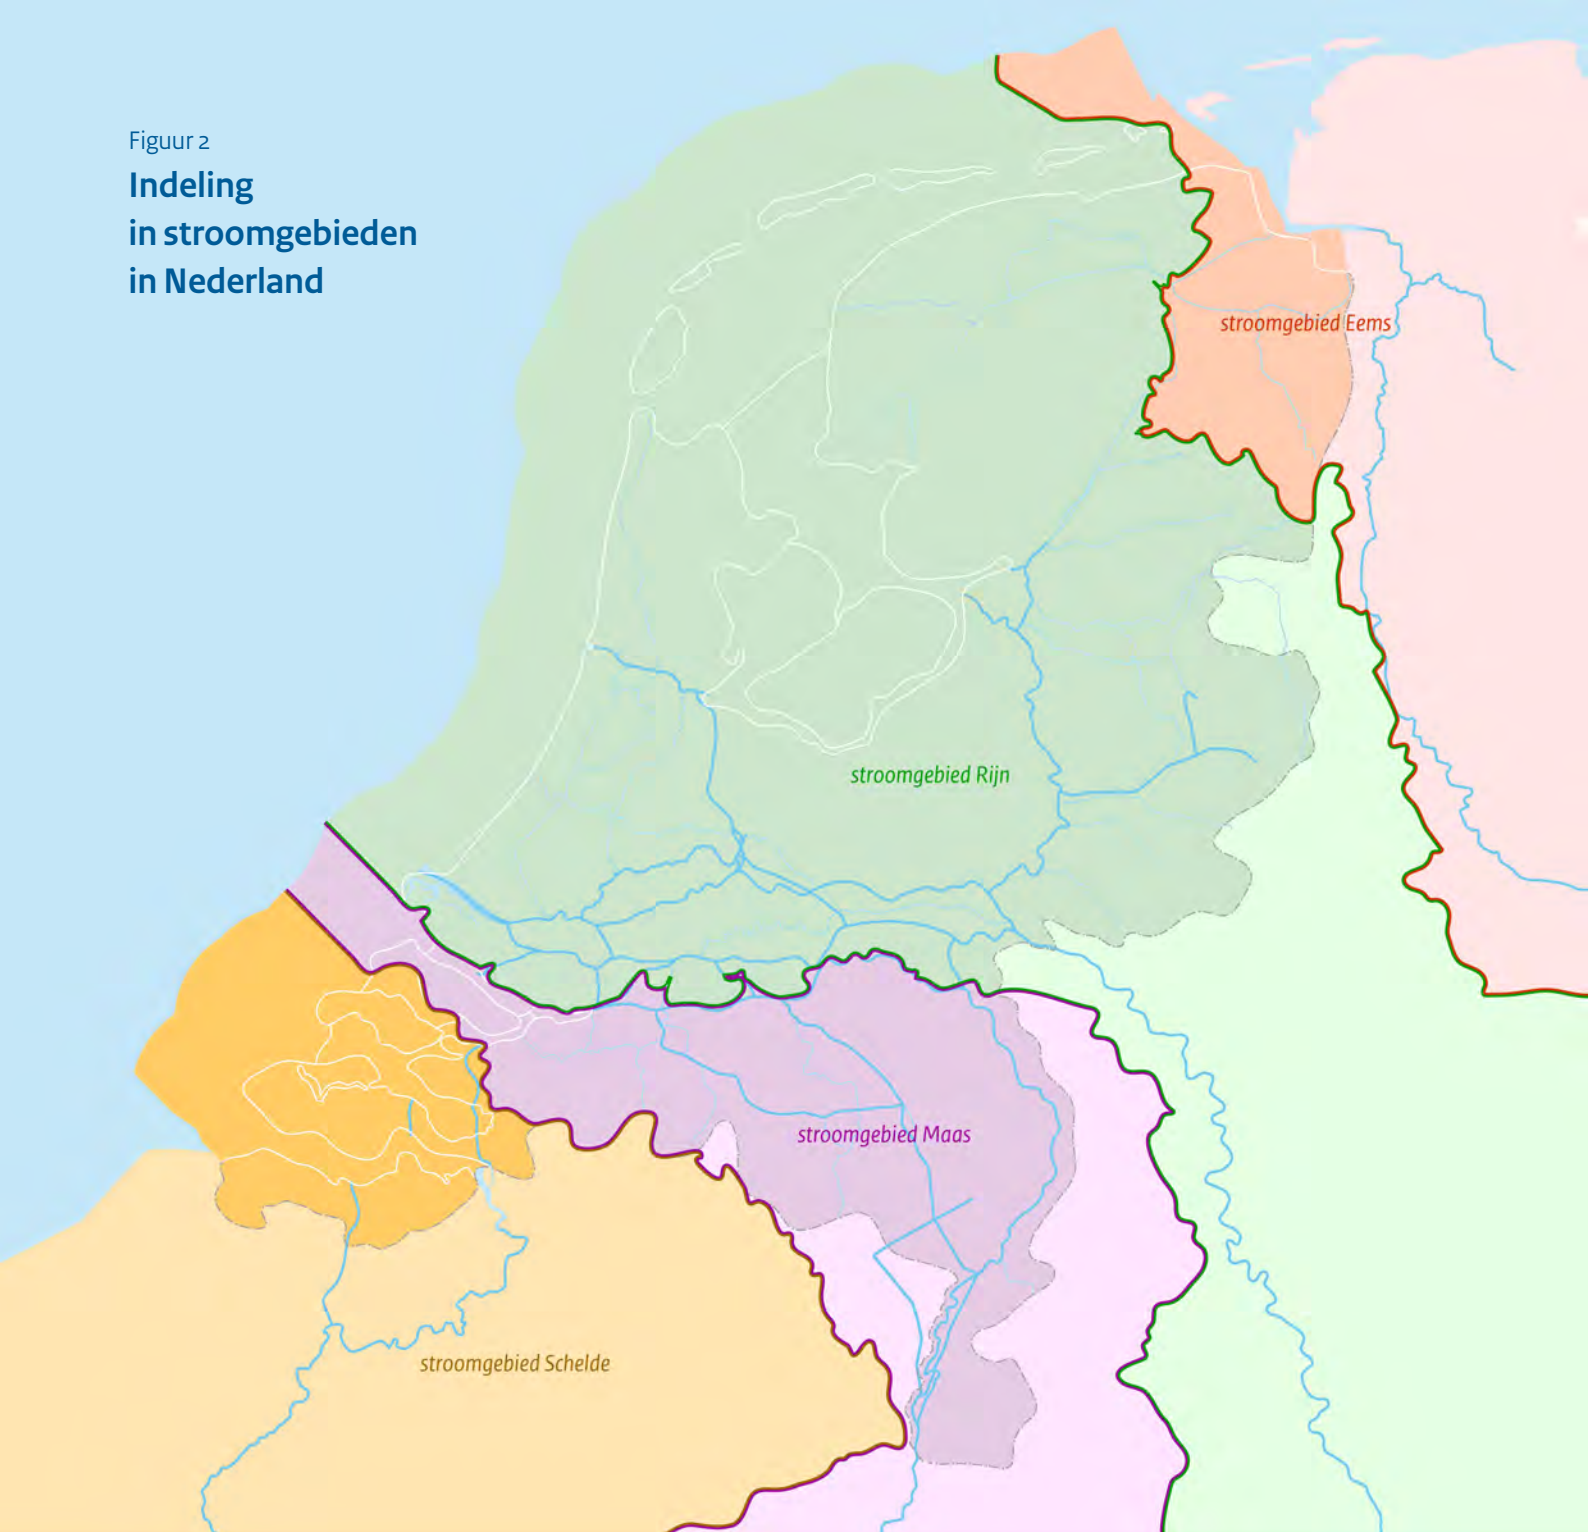 Figuur 2
Indeling
in stroomgebieden
in Nederland
stroomgebied Eems
stroomgebied Rijn
stroomgebied Maas
stroomgebied Schelde